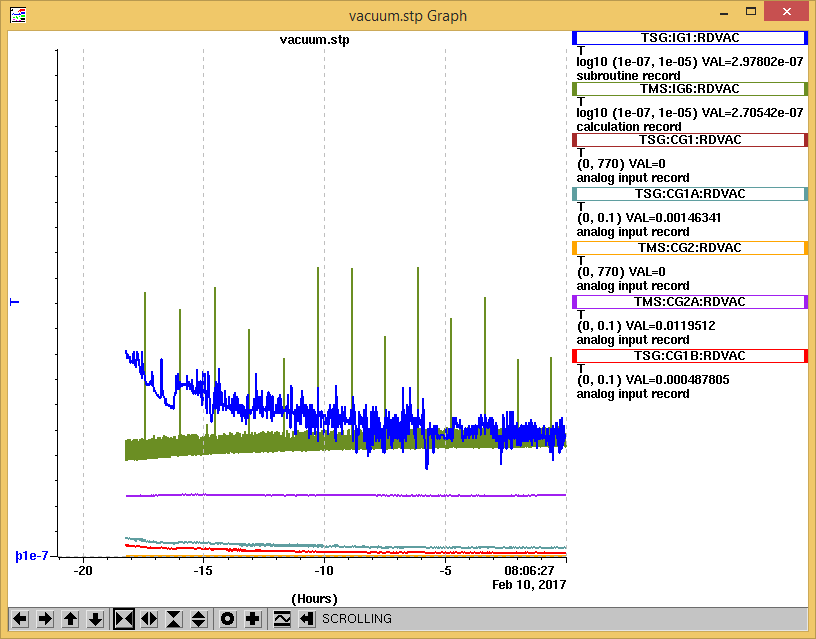 vacuum.stp Graph
vacuum.stp
T
1e-7
-20
-15
-10
-5
08:06:27
Feb 10, 2017
(Hours)
TSG:IG1:RDVAC
T
log10 (1e-07, 1e-05) VAL=2.97802e-07
subroutine record
TMS:IG6:RDVAC
T
log10 (1e-07, 1e-05) VAL=2.70542e-07
calculation record
TSG:CG1:RDVAC
T
(0, 770) VAL=0
analog input record
TSG:CG1A:RDVAC
T
(0, 0.1) VAL=0.00146341
analog input record
TMS:CG2:RDVAC
T
(0, 770) VAL=0
analog input record
TMS:CG2A:RDVAC
T
(0, 0.1) VAL=0.0119512
analog input record
TSG:CG1B:RDVAC
T
(0, 0.1) VAL=0.000487805
analog input record
SCROLLING